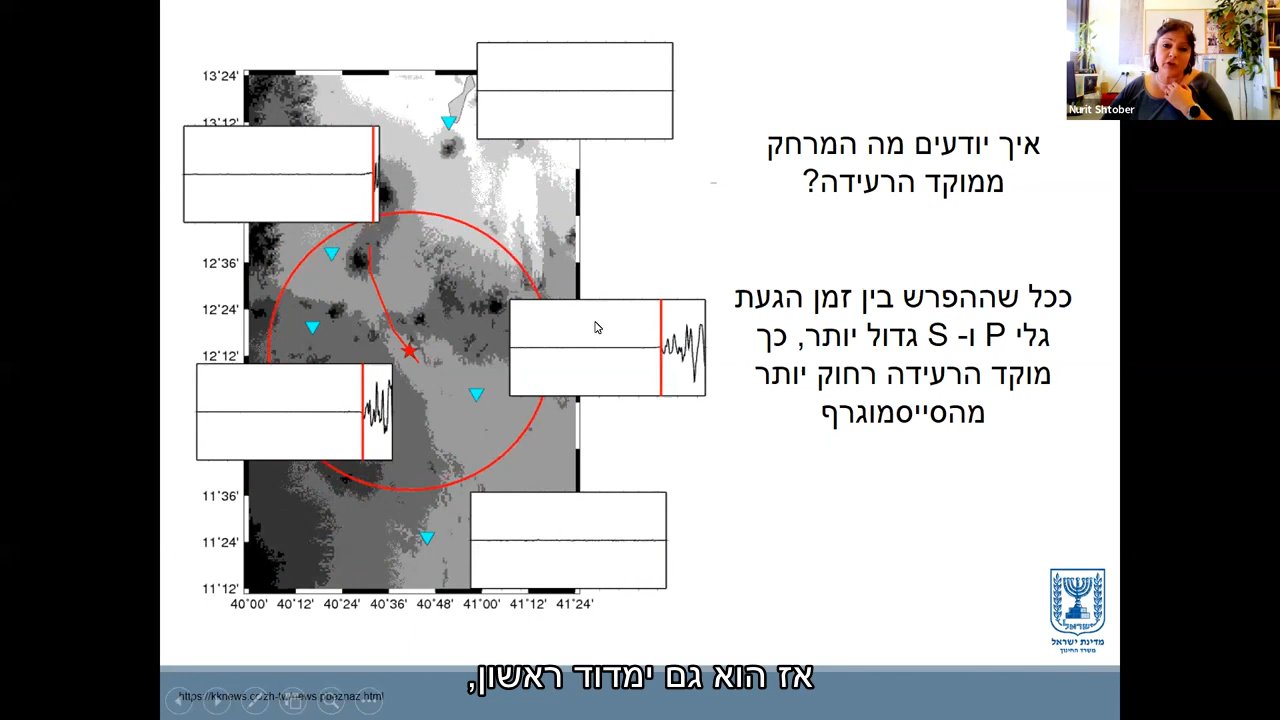 Nurit Shtober
איך יודעים מה המרחק
ממוקד הרעידה?
ככל שההפרש בין זמן הגעת
גלי P ו- S גדול יותר, כך
מוקד הרעידה רחוק יותר
מהסייסמוגרף
13˚24'
13˚12'
12˚36'
12˚24'
12˚12'
11˚36'
11˚24'
11˚12'
40˚00' 40˚12' 40˚24' 40˚36' 40˚48' 41˚00' 41˚12' 41˚24'
מדינת ישראל
משרד החינוך
אז הוא גם ימדוד ראשון,